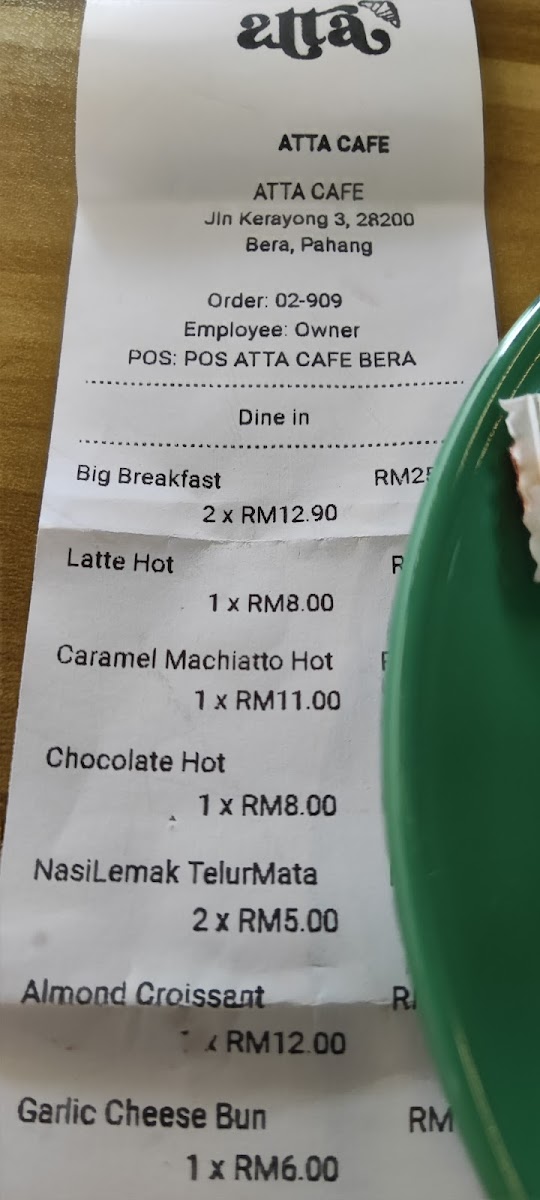 atta
ATTA CAFE
ATTA CAFE
Jln Kerayong 3, 28200
Bera, Pahang
Order: 02-909
Employee: Owner
POS: POS ATTA CAFE BERA
Dine in
Big Breakfast RM25
2 x RM12.90
Latte Hot
1 x RM8.00
Caramel Machiatto Hot
1 x RM11.00
Chocolate Hot
1 x RM8.00
NasiLemak TelurMata
2 x RM5.00
Almond Croissant
x RM12.00
Garlic Cheese Bun RM
1 x RM6.00